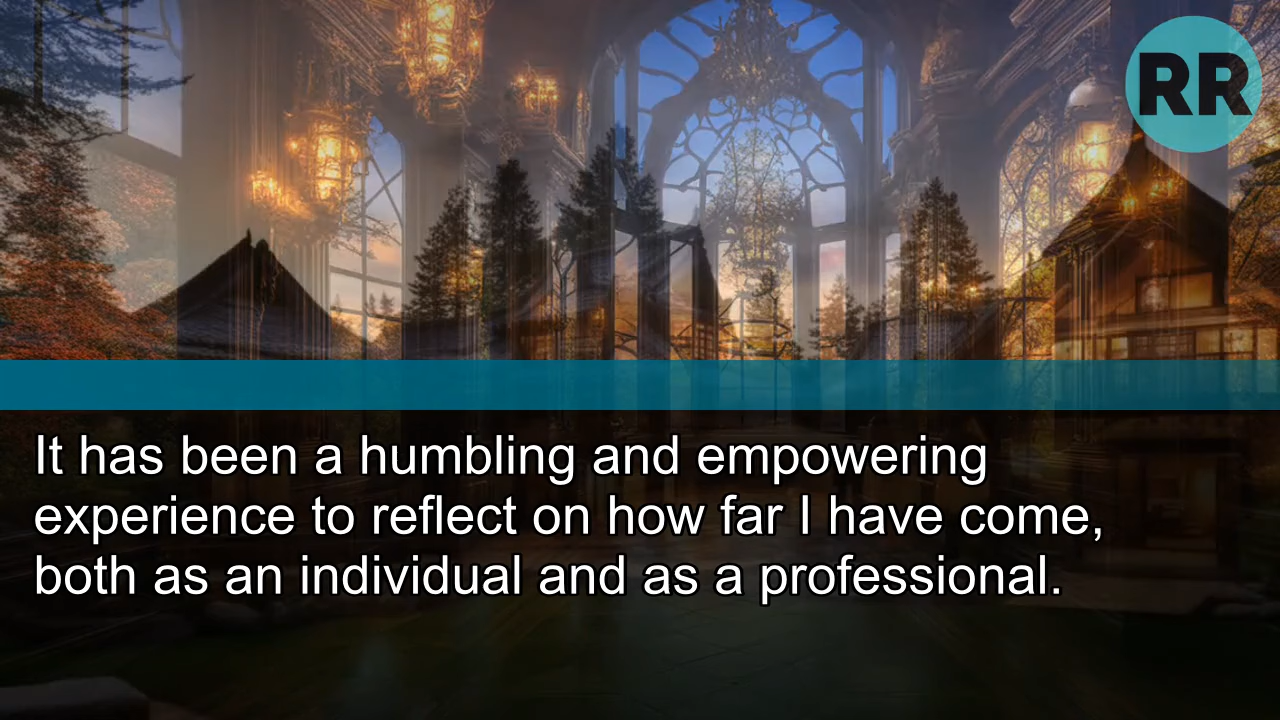 RR
It has been a humbling and empowering
experience to reflect on how far I have come,
both as an individual and as a professional.